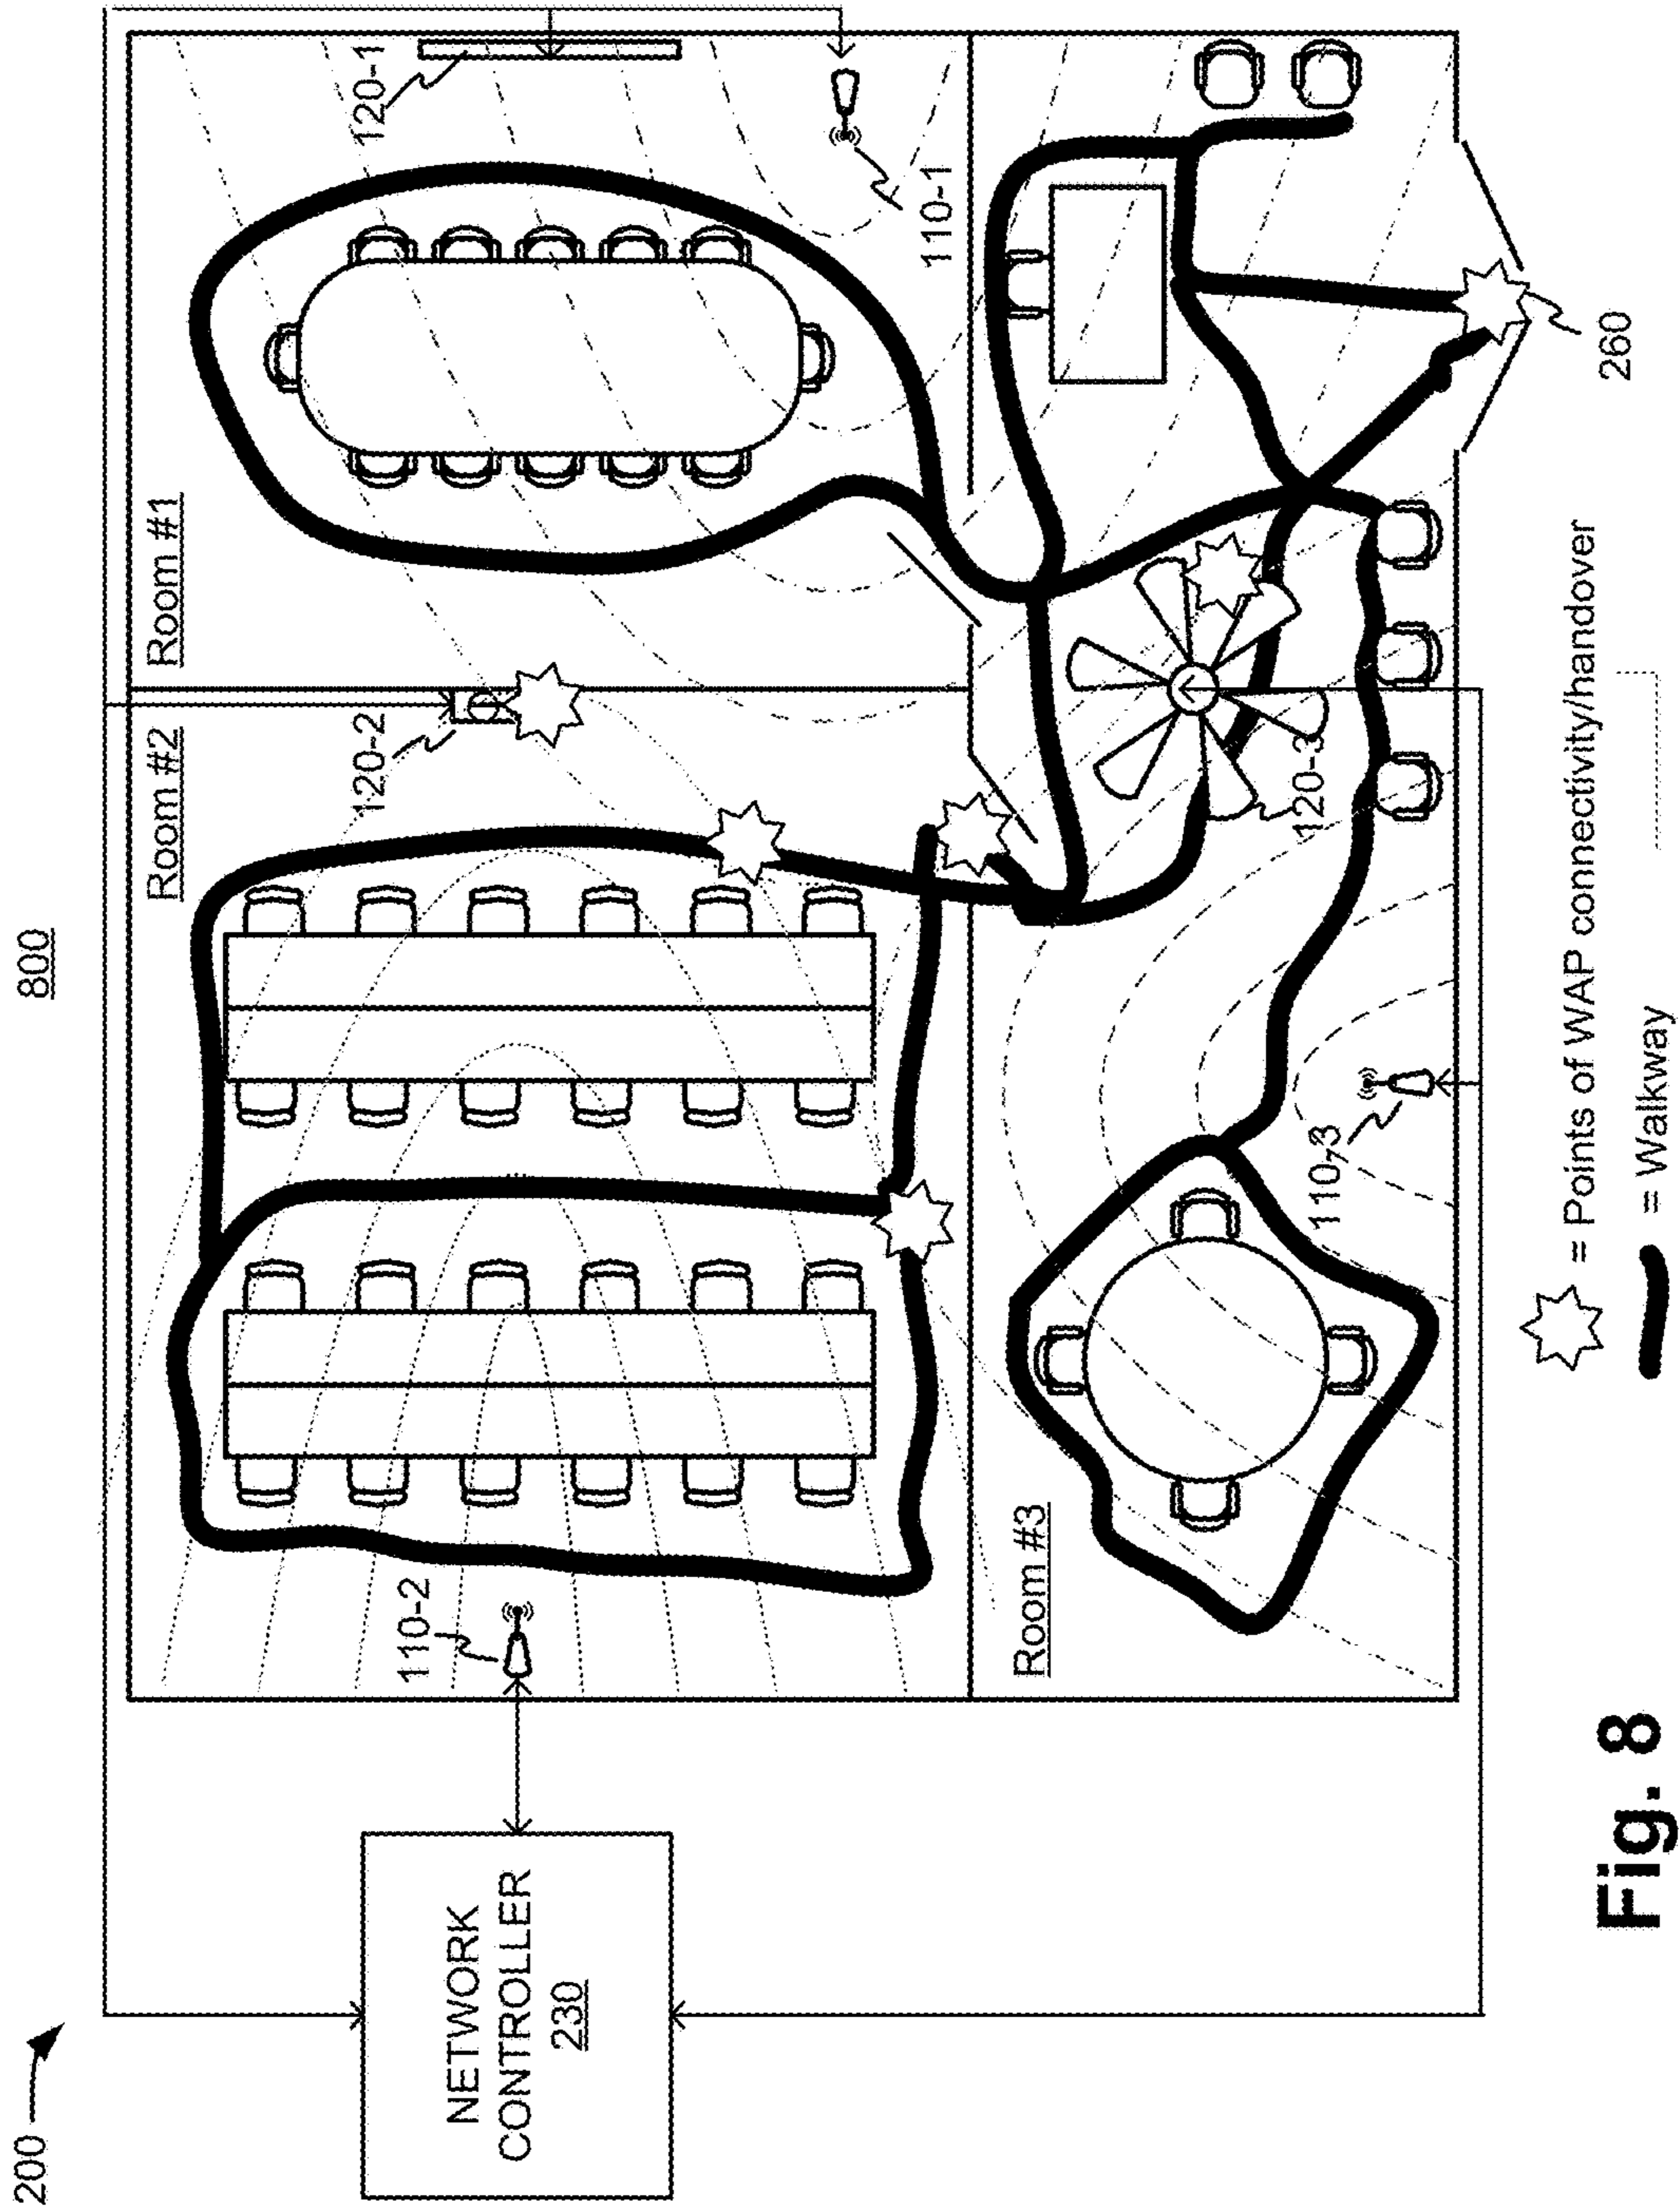 200
800
Room #2
Room #1
120-2
120-1
110-2
110-1
NETWORK
CONTROLLER
230
Room #3
110-3
120-3
260
= Points of WAP connectivity/handover
= Walkway
Fig. 8